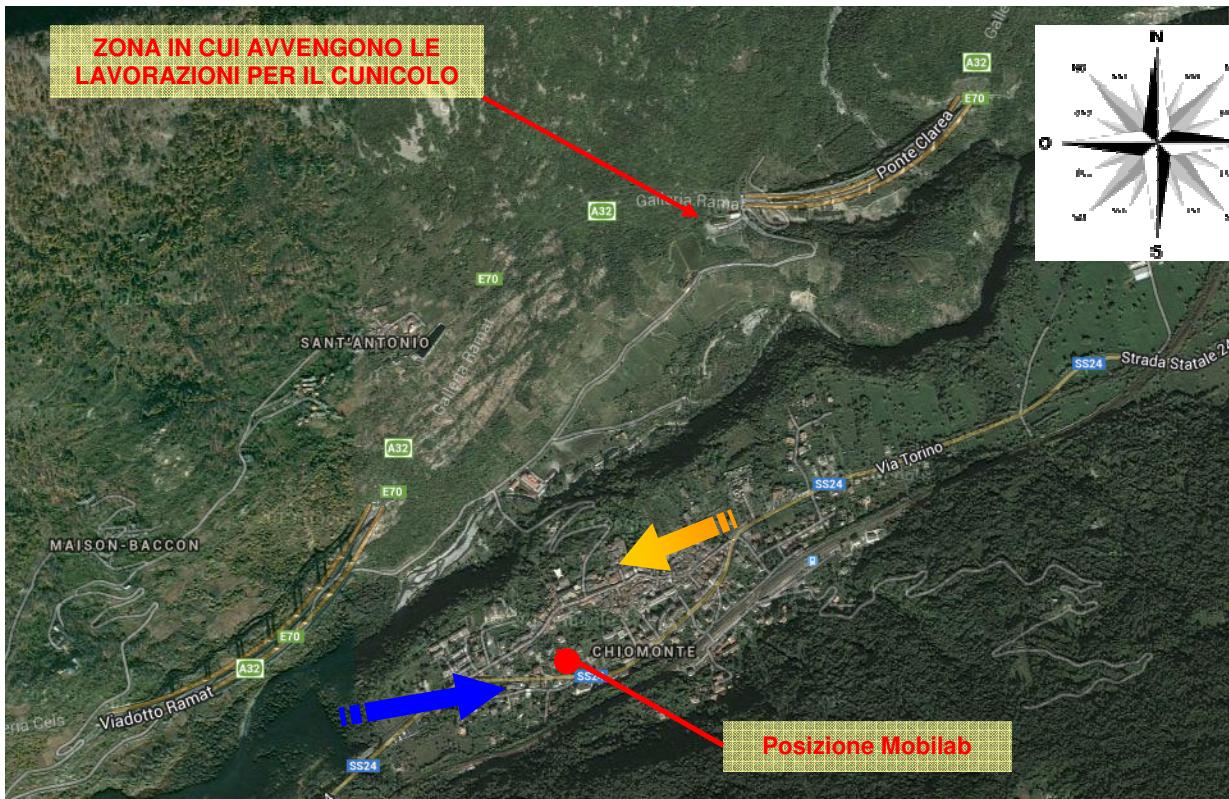 ZONA IN CUI AVVENGONO LE
LAVORAZIONI PER IL CUNICOLO
N
O
S
A32
E70
Ponte Clarea
Galleria
Galleria Ramat
A32
E70
SANT'ANTONIO
Galleria Ramat
SS24
Strada Statale 24
A32
E70
Via Torino
SS24
MAISON-BACCON
E70
CHIOMONTE
A32
SS24
Viadotto Ramat
Posizione Mobilab
SS24